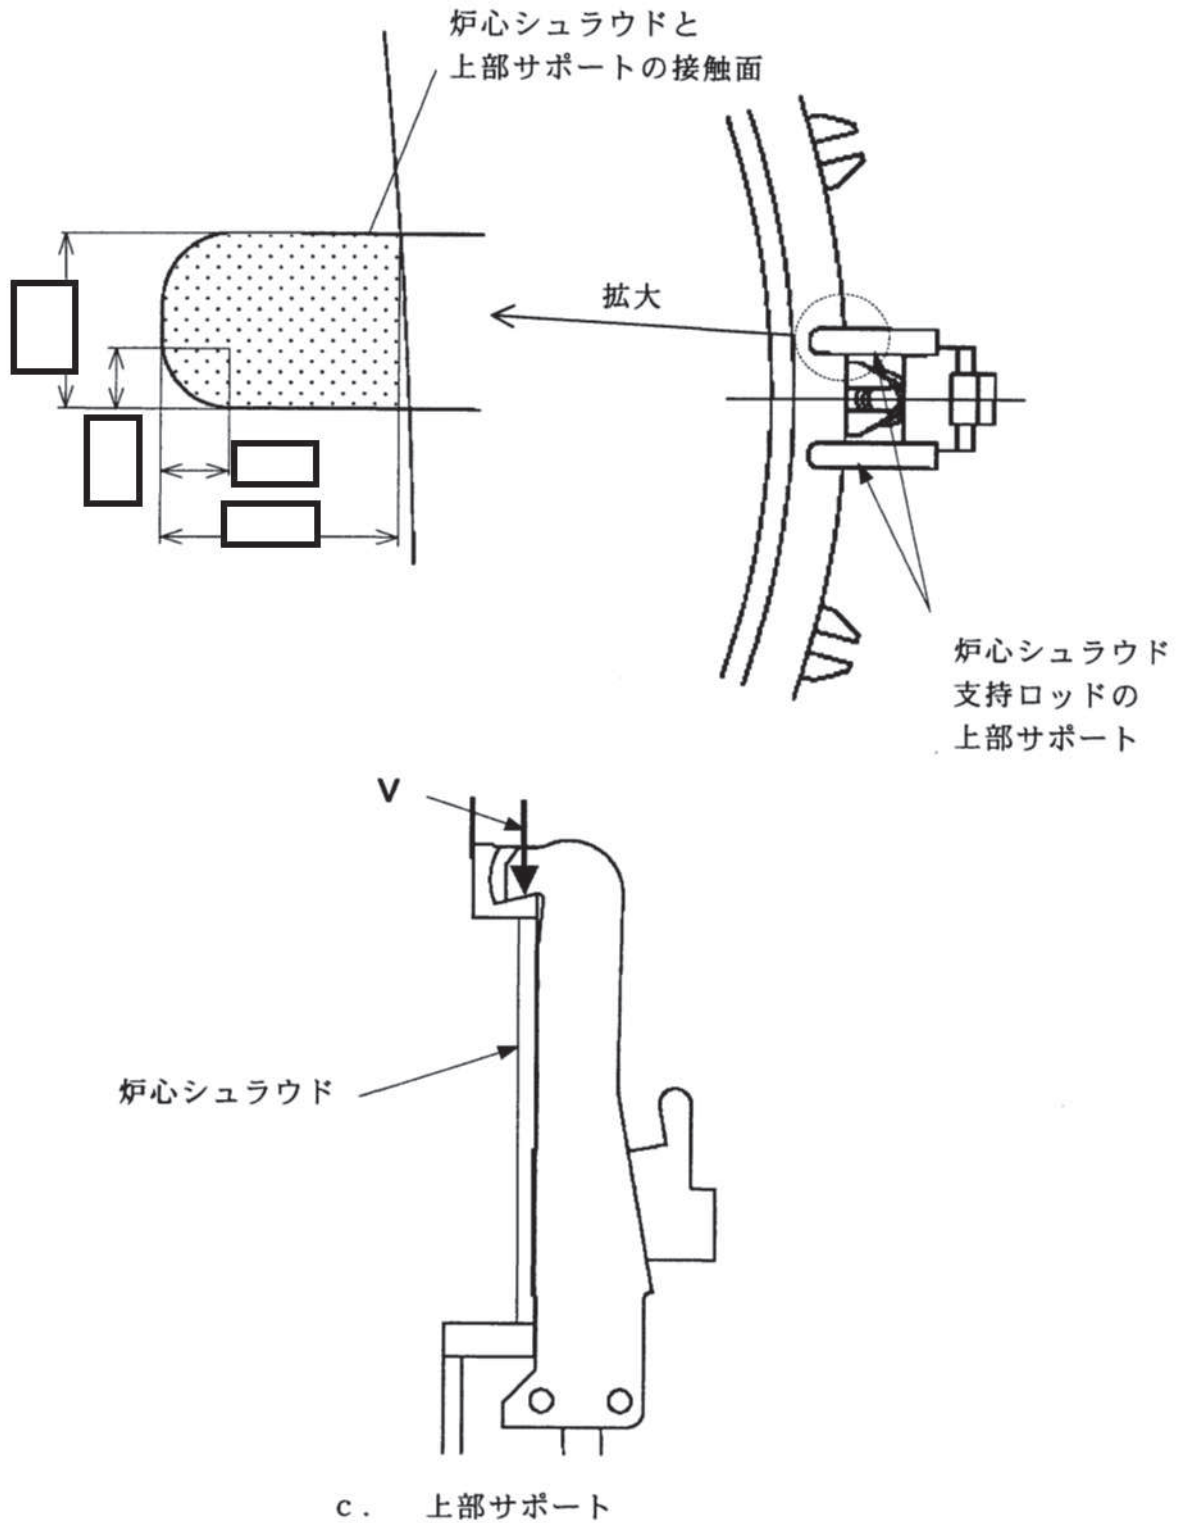 炉心シュラウドと
上部サポートの接触面
拡大
炉心シュラウド
支持ロッドの
上部サポート
V
炉心シュラウド
c． 上部サポート